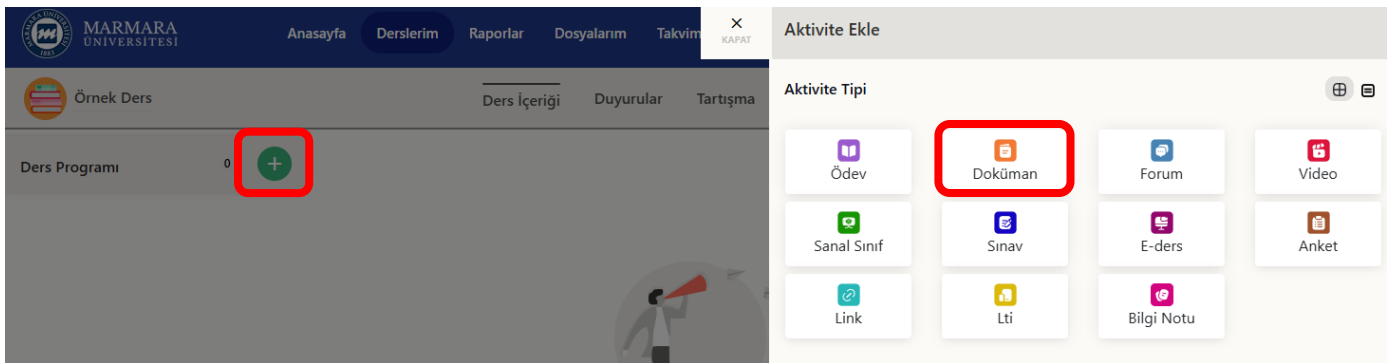 MARMARA
ÜNİVERSİTESİ
Anasayfa Derslerim Raporlar Dosyalarım Takvim
KAPAT
Aktivite Ekle
Örnek Ders
Ders İçeriği Duyurular Tartışma
Aktivite Tipi
Ders Programı 0
Ödev Doküman Forum Video
Sanal Sınıf Sınav E-ders Anket
Link Lti Bilgi Notu